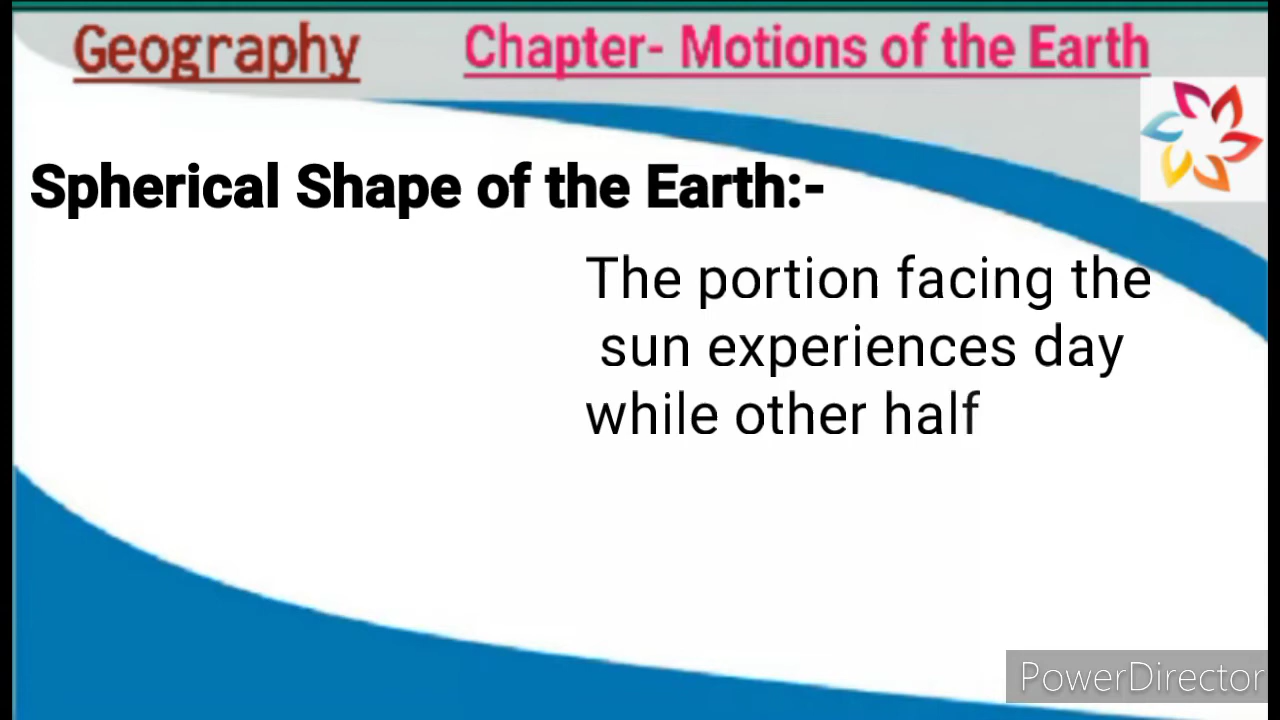 Geography Chapter- Motions of the Earth
Spherical Shape of the Earth:-
The portion facing the
sun experiences day
while other half
PowerDirector